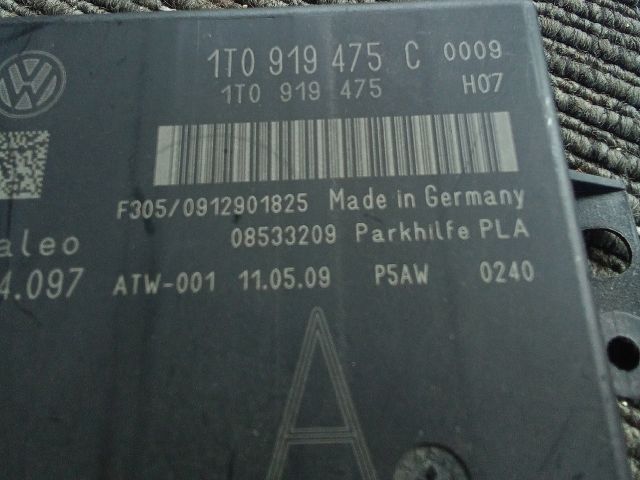 1T0 919 475 C 0009
1T0 919 475 H07
F305/0912901825 Made in Germany
aleo 08533209 Parkhilfe PLA
4.097 ATW-001 11.05.09 P5AW 0240
A